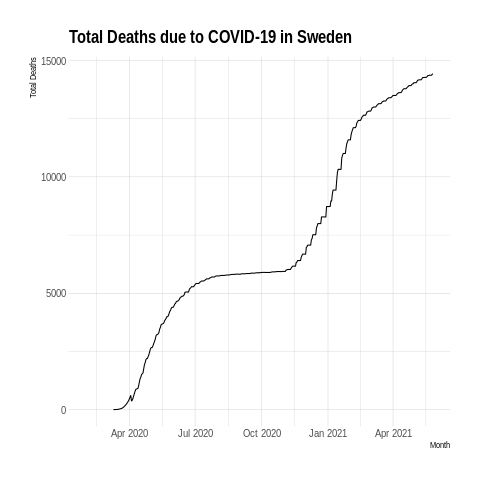 Total Deaths due to COVID-19 in Sweden
Total Deaths
15000
10000
5000
0
Apr 2020 Jul 2020 Oct 2020 Jan 2021 Apr 2021
Month